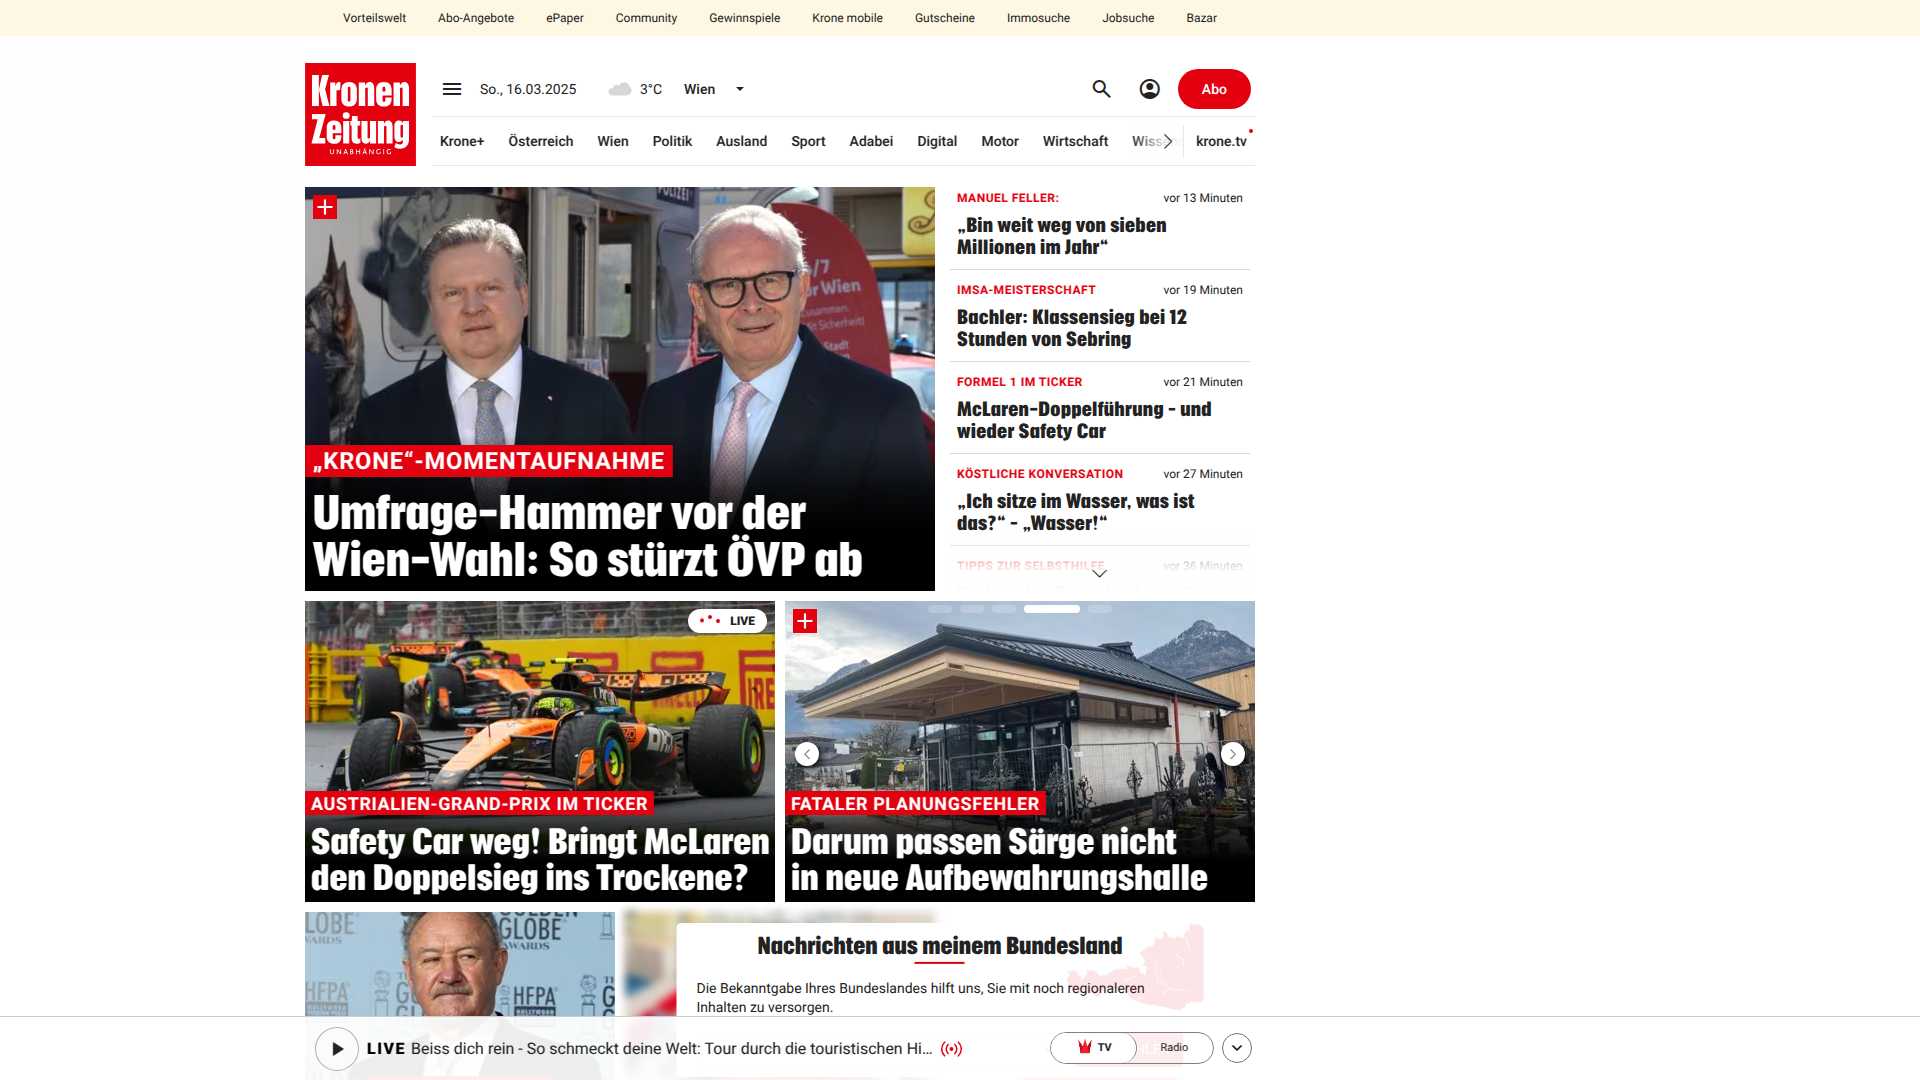 Vorteilswelt Abo-Angebote ePaper Community Gewinnspiele Krone mobile Gutscheine Immosuche Jobsuche Bazar
Kronen
Zeitung
UNABHÄNGIG
So., 16.03.2025 3°C Wien
Abo
Krone+ Österreich Wien Politik Ausland Sport Adabei Digital Motor Wirtschaft krone.tv
POLIZEI
„KRONE“-MOMENTAUFNAHME
Umfrage-Hammer vor der
Wien-Wahl: So stürzt ÖVP ab
MANUEL FELLER: vor 13 Minuten
„Bin weit weg von sieben
Millionen im Jahr“
IMSA-MEISTERSCHAFT vor 19 Minuten
Bachler: Klassensieg bei 12
Stunden von Sebring
FORMEL 1 IM TICKER vor 21 Minuten
McLaren-Doppelführung - und
wieder Safety Car
KÖSTLICHE KONVERSATION vor 27 Minuten
„Ich sitze im Wasser, was ist
das?“ - „Wasser!“
TIPPS ZUR SELBSTHILFE vor 36 Minuten
LIVE
AUSTRIALIEN-GRAND-PRIX IM TICKER
Safety Car weg! Bringt McLaren
den Doppelsieg ins Trockene?
FATALER PLANUNGSFEHLER
Darum passen Särge nicht
in neue Aufbewahrungshalle
GOLDEN
GLOBE
AWARDS
HFPA
Nachrichten aus meinem Bundesland
Die Bekanntgabe Ihres Bundeslandes hilft uns, Sie mit noch regionaleren
Inhalten zu versorgen.
LIVE Beiss dich rein - So schmeckt deine Welt: Tour durch die touristischen Hi...
TV Radio